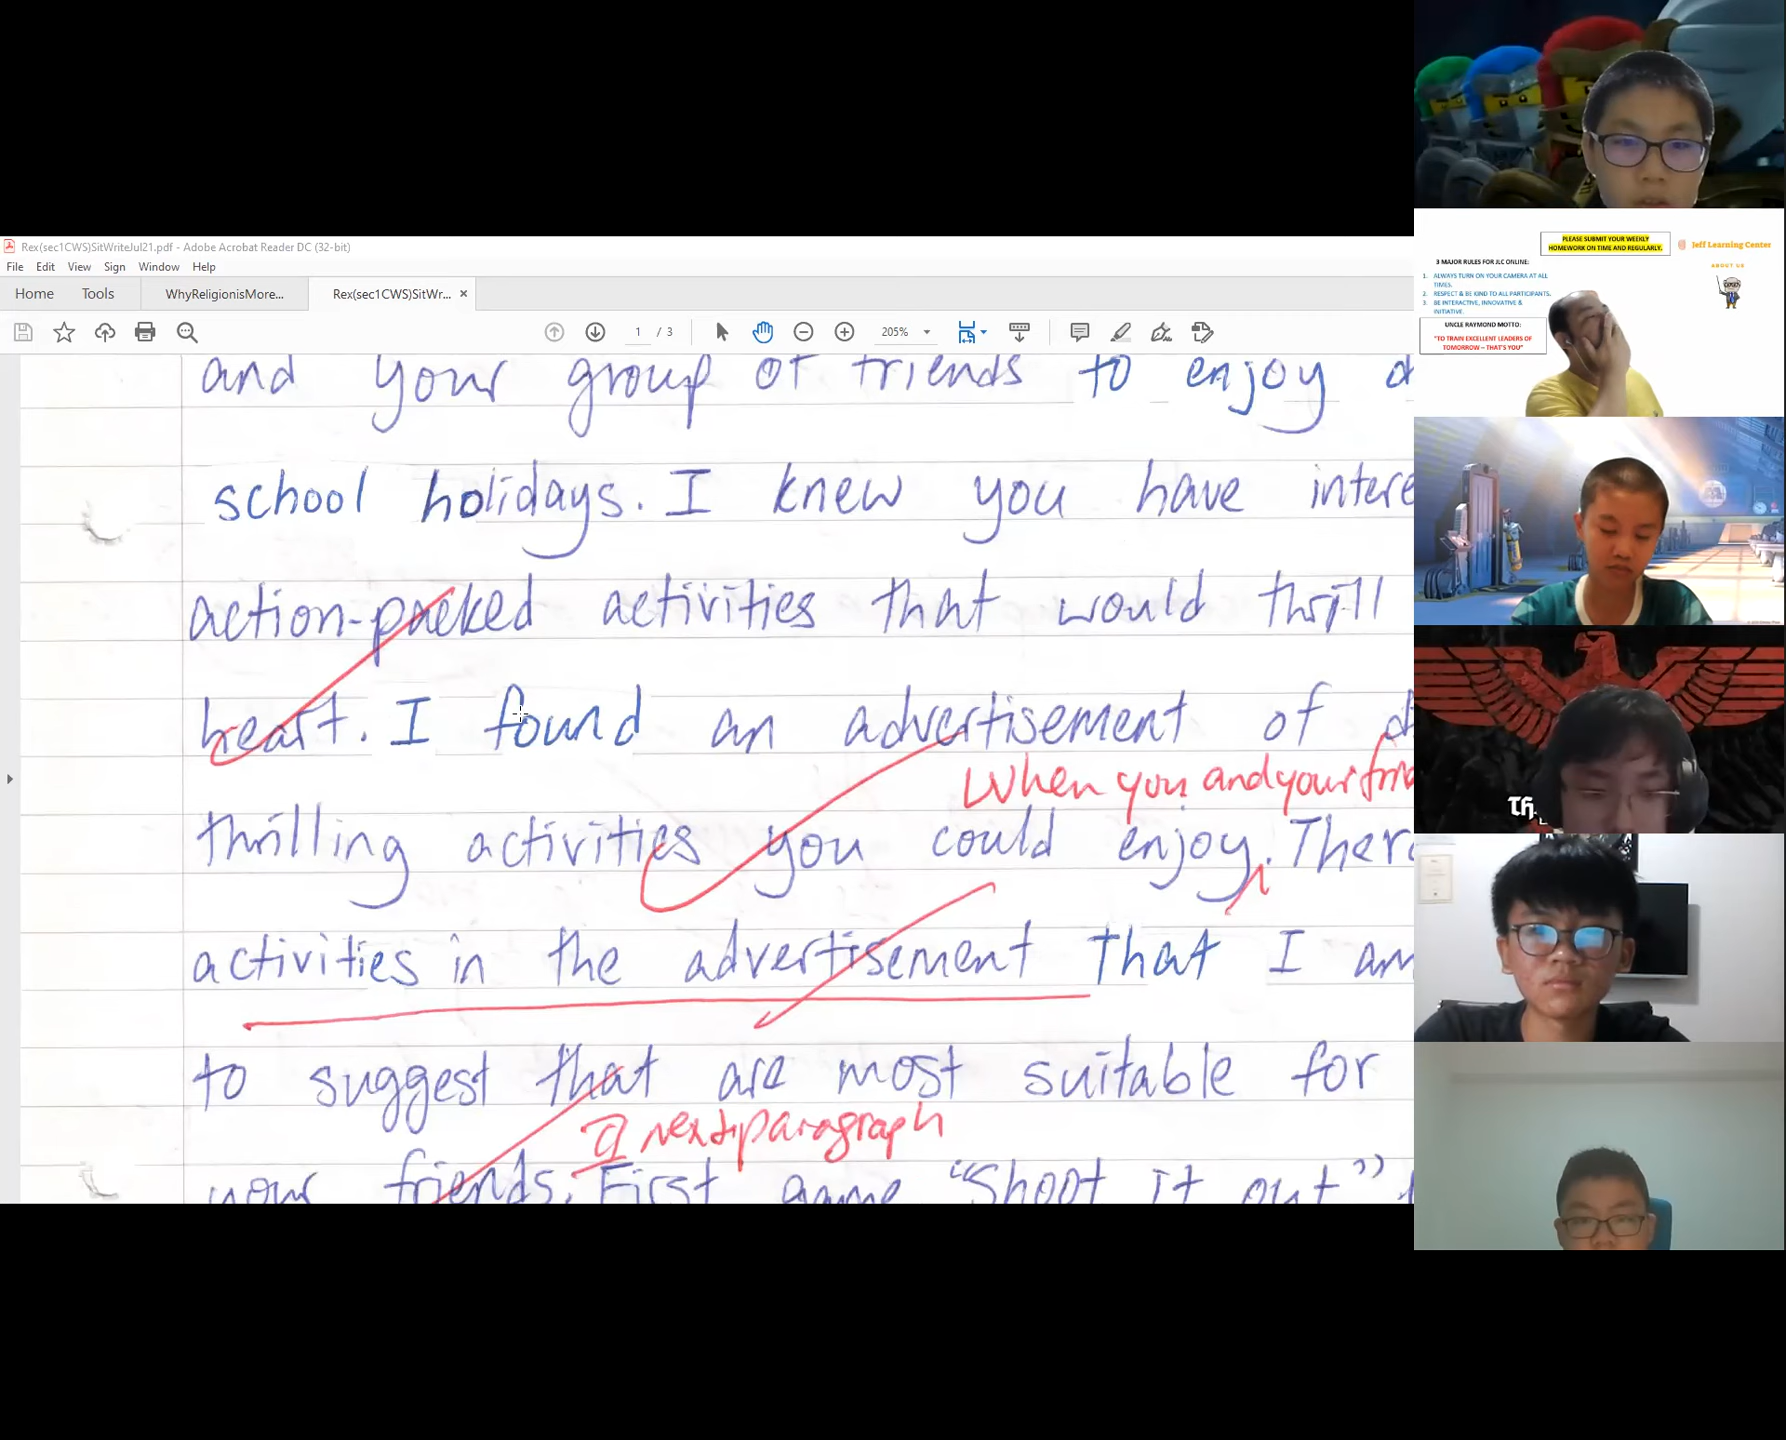 Rex(sec1CWS)SitWriteJul21.pdf - Adobe Acrobat Reader DC (32-bit)
File Edit View Sign Window Help
Home Tools WhyReligionisMore... Rex(sec1CWS)SitWr... ×
1 / 3 205%
and your group of friends to enjoy
school holidays. I knew you have intere
action-packed activities that would thrill
heart. I found an advertisement of
When you and your
thrilling activities you could enjoy. Ther
activities in the advertisement that I am
to suggest that are most suitable for
next paragraph
your friends. First game "Shoot it out"
PLEASE SUBMIT YOUR WEEKLY
HOMEWORK ON TIME AND REGULARLY.
Jeff Learning Center
ABOUT US
3 MAJOR RULES FOR JLC ONLINE:
1. ALWAYS TURN ON YOUR CAMERA AT ALL
TIMES.
2. RESPECT & BE KIND TO ALL PARTICIPANTS.
3. BE INTERACTIVE, INNOVATIVE &
INITIATIVE.
UNCLE RAYMOND MOTTO:
"TO TRAIN EXCELLENT LEADERS OF
TOMORROW – THAT'S YOU"